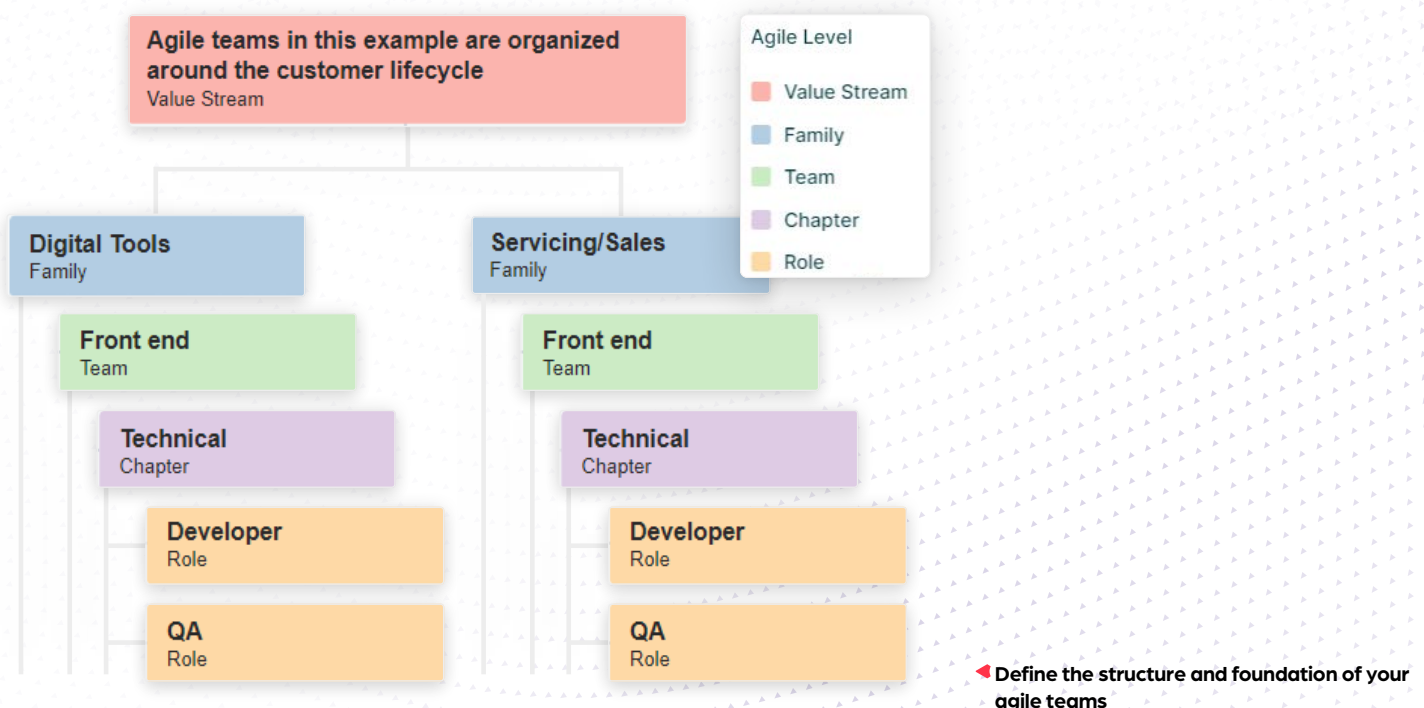 Agile teams in this example are organized
around the customer lifecycle
Value Stream
Agile Level
Value Stream
Family
Team
Chapter
Role
Digital Tools
Family
Servicing/Sales
Family
Front end
Team
Front end
Team
Technical
Chapter
Technical
Chapter
Developer
Role
Developer
Role
QA
Role
QA
Role
Define the structure and foundation of your
agile teams